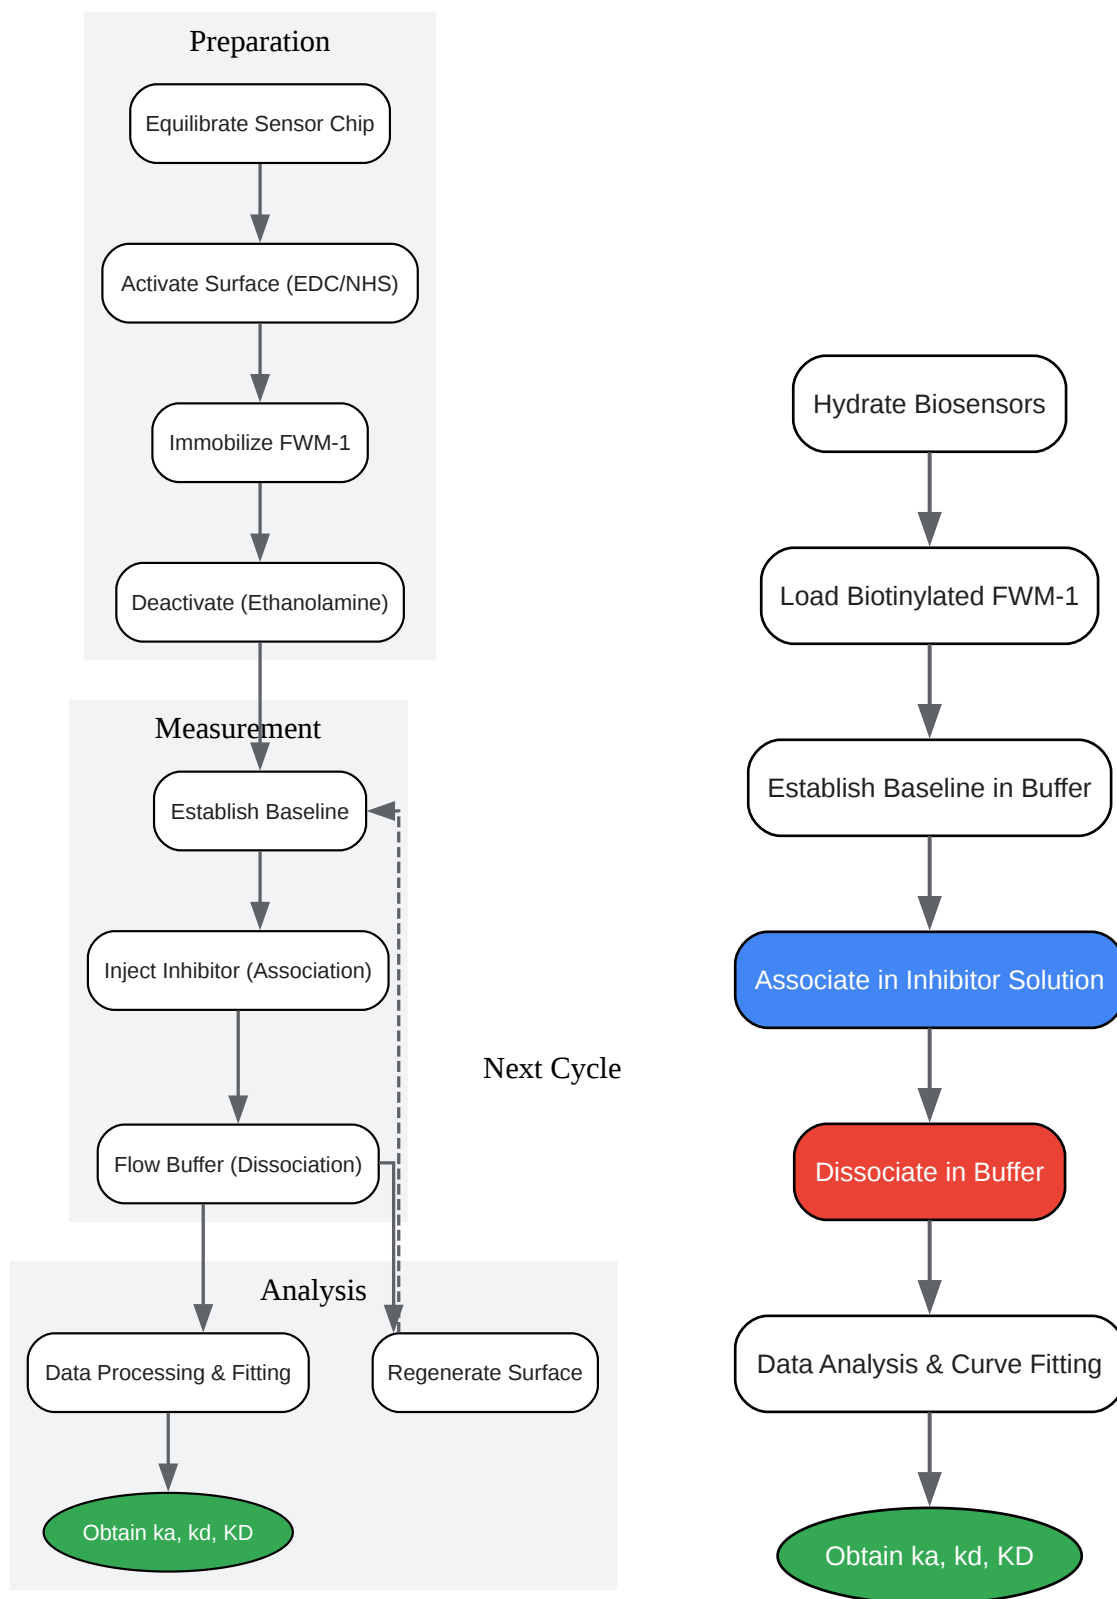 Preparation
Equilibrate Sensor Chip
Activate Surface (EDC/NHS)
Immobilize FWM-1
Deactivate (Ethanolamine)
Measurement
Establish Baseline
Inject Inhibitor (Association)
Next Cycle
Flow Buffer (Dissociation)
Analysis
Data Processing & Fitting
Regenerate Surface
Obtain ka, kd, KD
Hydrate Biosensors
Load Biotinylated FWM-1
Establish Baseline in Buffer
Associate in Inhibitor Solution
Dissociate in Buffer
Data Analysis & Curve Fitting
Obtain ka, kd, KD